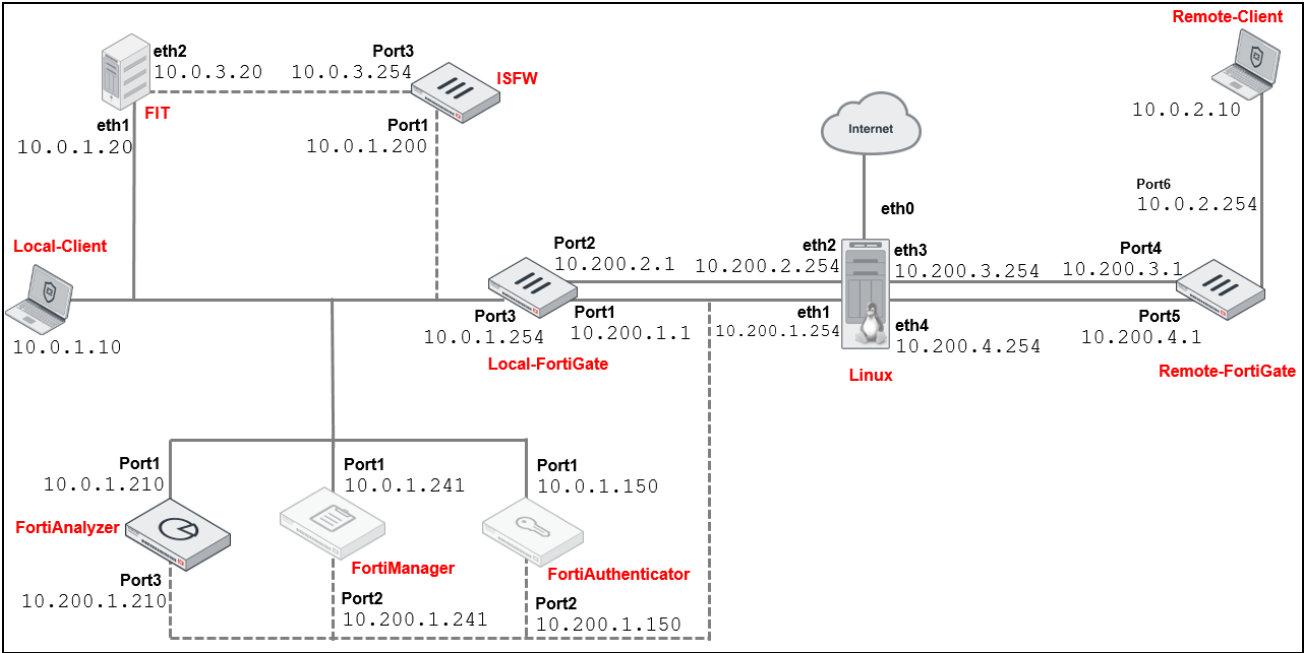 Remote-Client
eth2
10.0.3.20
Port3
10.0.3.254
ISFW
FIT
eth1
10.0.1.20
Port1
10.0.1.200
Internet
10.0.2.10
Port6
10.0.2.254
eth0
Local-Client
10.0.1.10
Port2
10.200.2.1
eth2
10.200.2.254
eth3
10.200.3.254
Port4
10.200.3.1
Port3
10.0.1.254
Port1
10.200.1.1
Local-FortiGate
eth1
10.200.1.254
eth4
10.200.4.254
Linux
Port5
10.200.4.1
Remote-FortiGate
Port1
10.0.1.210
FortiAnalyzer
Port3
10.200.1.210
Port1
10.0.1.241
FortiManager
Port2
10.200.1.241
Port1
10.0.1.150
FortiAuthenticator
Port2
10.200.1.150